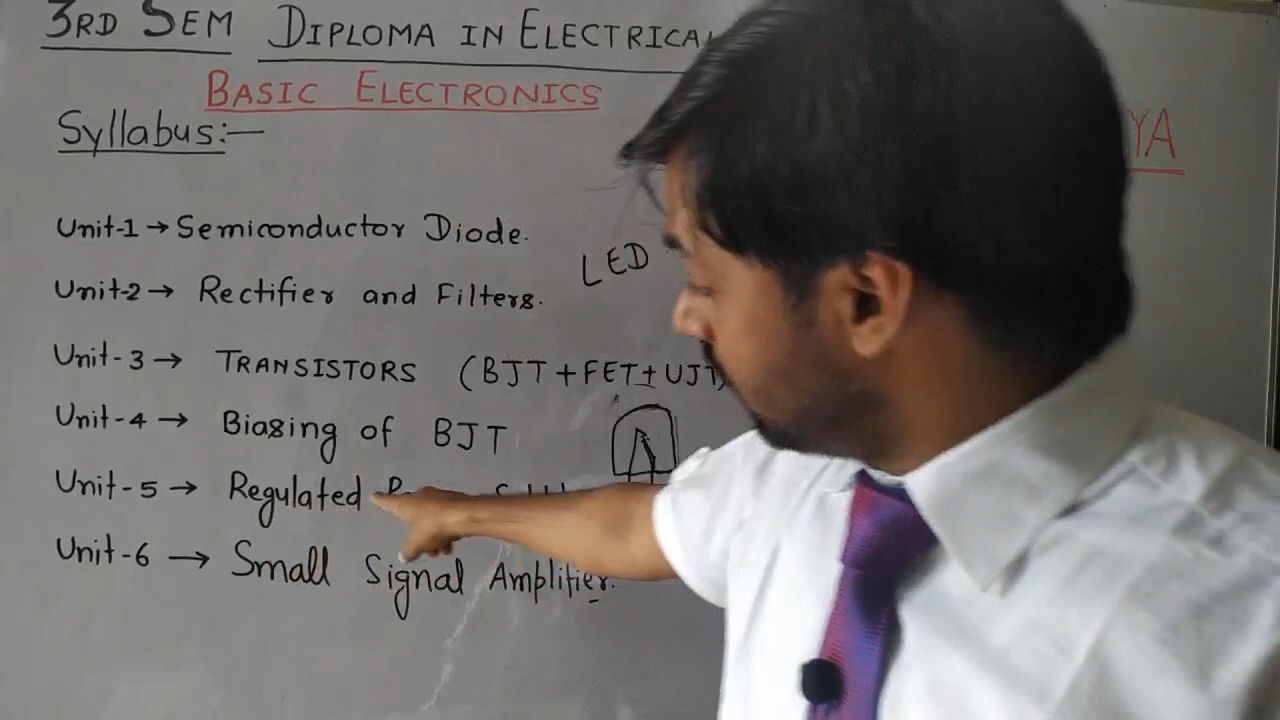 3RD SEM DIPLOMA IN ELECTRICAL
BASIC ELECTRONICS
YA
Syllabus:-
Unit-1 → Semiconductor Diode.
LED
Unit-2 → Rectifier and Filters.
Unit-3 → TRANSISTORS (BJT + FET + UJT)
Unit-4 → Biasing of BJT
Unit-5 → Regulated
Unit-6 → Small Signal Amplifier.